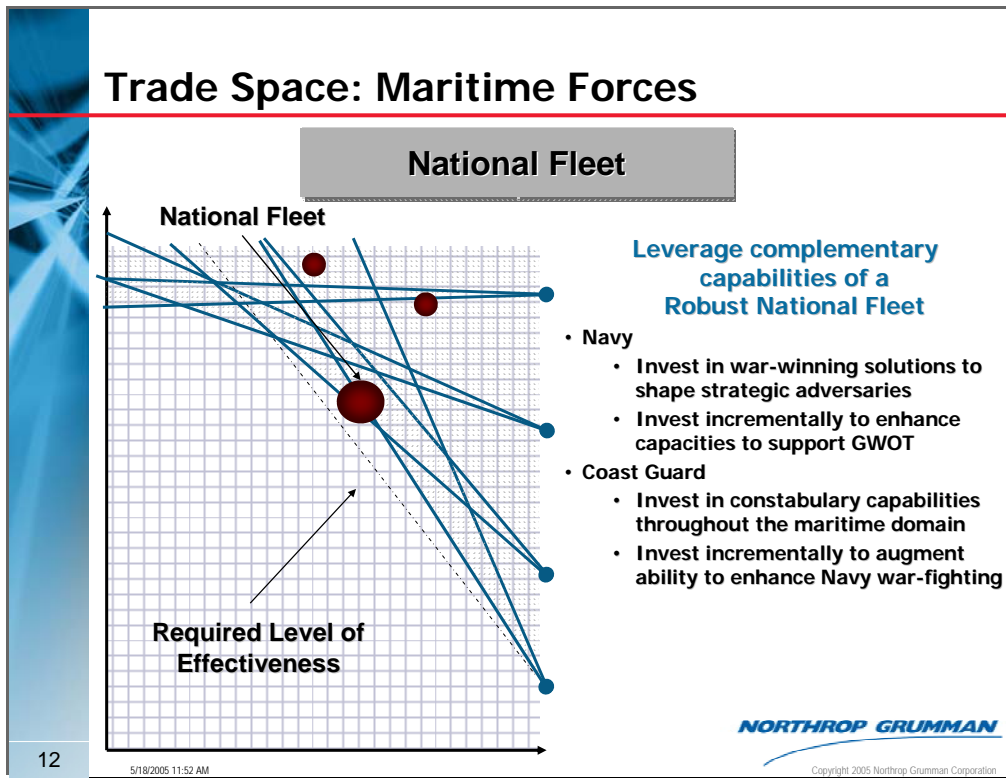 Trade Space: Maritime Forces
National Fleet
National Fleet
Required Level of
Effectiveness
Leverage complementary
capabilities of a
Robust National Fleet
• Navy
• Invest in war-winning solutions to
shape strategic adversaries
• Invest incrementally to enhance
capacities to support GWOT
• Coast Guard
• Invest in constabulary capabilities
throughout the maritime domain
• Invest incrementally to augment
ability to enhance Navy war-fighting
NORTHROP GRUMMAN
12
5/18/2005 11:52 AM
Copyright 2005 Northrop Grumman Corporation